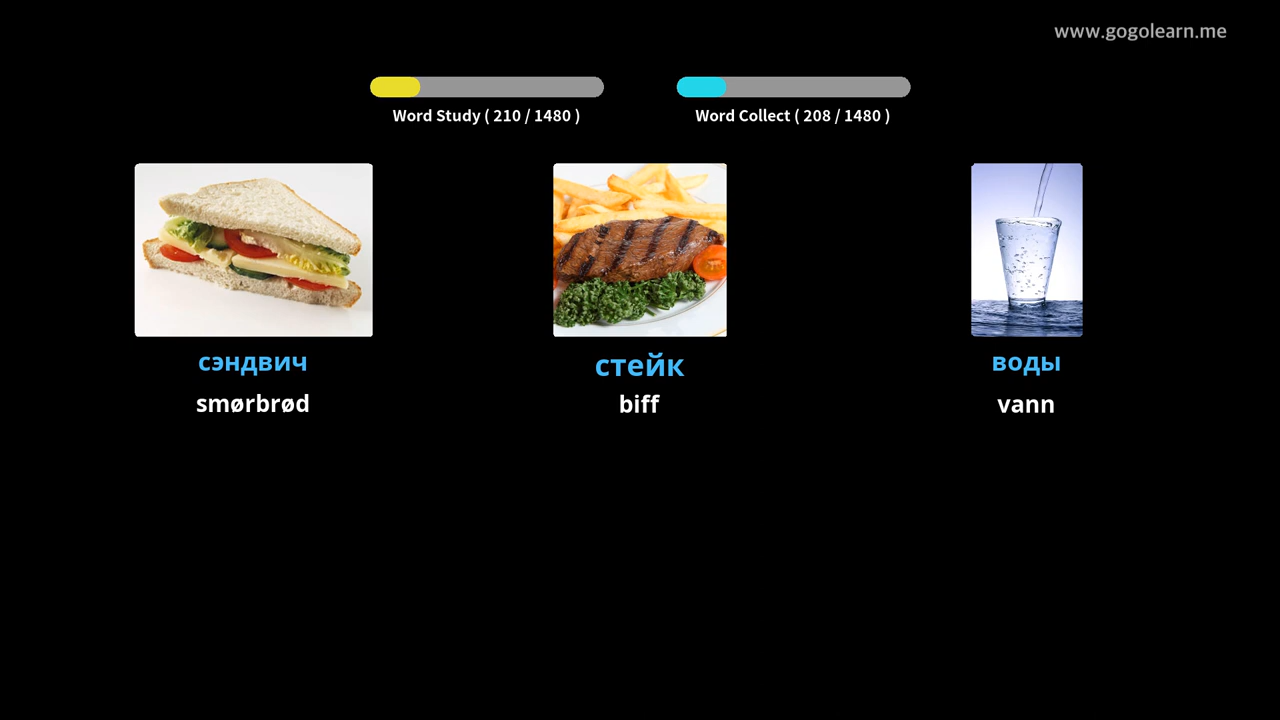 www.gogolearn.me
Word Study ( 210 / 1480 )
Word Collect ( 208 / 1480 )
сэндвич
smørbrød
стейк
biff
воды
vann